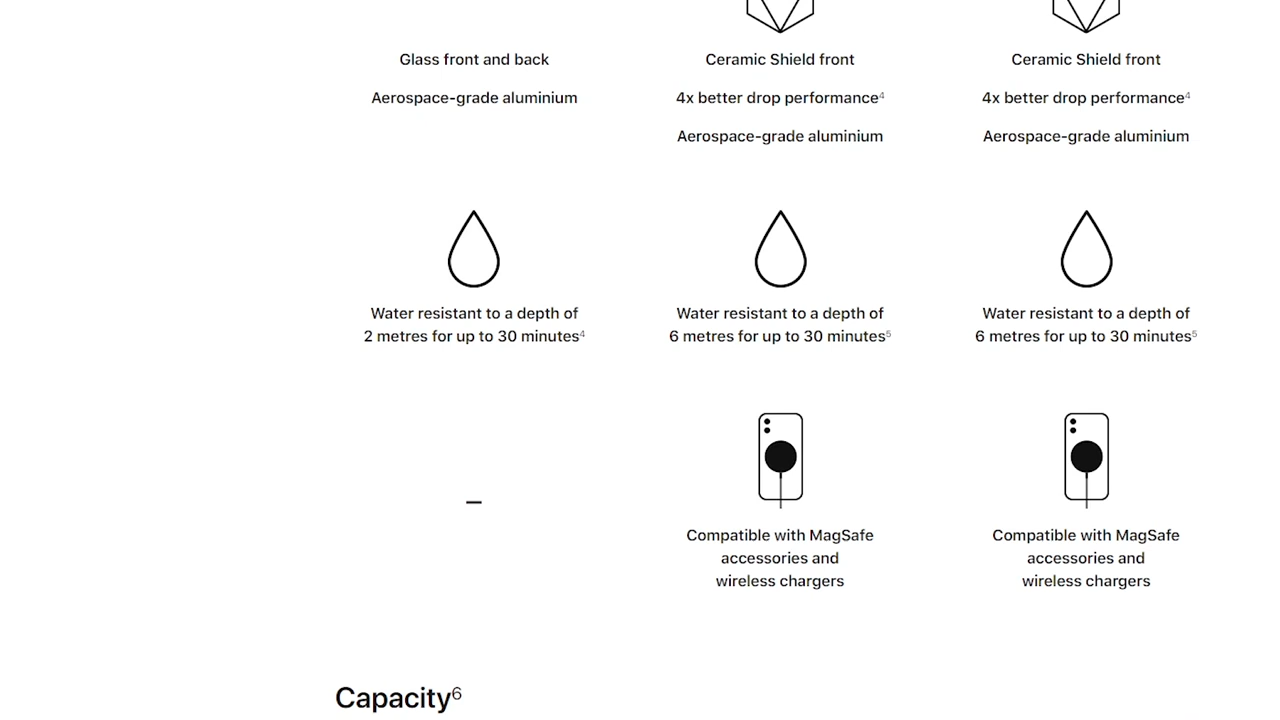 Glass front and back
Ceramic Shield front
Ceramic Shield front
Aerospace-grade aluminium
4x better drop performance⁴
4x better drop performance⁴
Aerospace-grade aluminium
Aerospace-grade aluminium
Water resistant to a depth of
2 metres for up to 30 minutes⁴
Water resistant to a depth of
6 metres for up to 30 minutes⁵
Water resistant to a depth of
6 metres for up to 30 minutes⁵
–
Compatible with MagSafe
accessories and
wireless chargers
Compatible with MagSafe
accessories and
wireless chargers
Capacity⁶